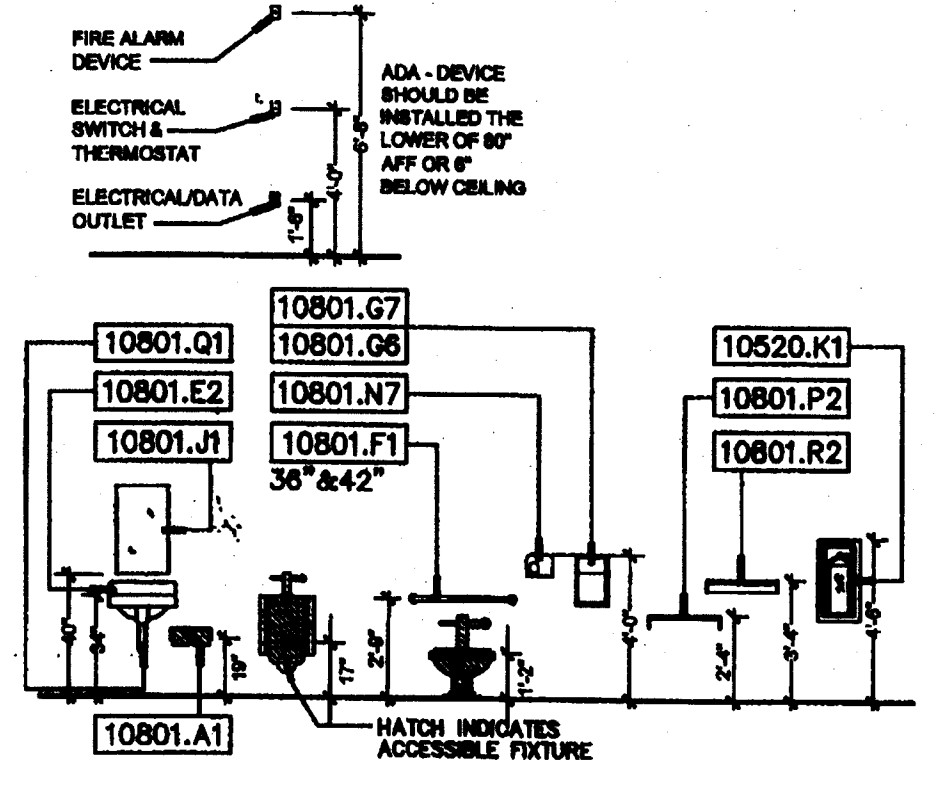 FIRE ALARM
DEVICE
ELECTRICAL
SWITCH &
THERMOSTAT
ELECTRICAL/DATA
OUTLET
1'-6"
4'-0"
6'-8"
ADA - DEVICE
SHOULD BE
INSTALLED THE
LOWER OF 80"
AFF OR 6"
BELOW CEILING
10801.Q1
10801.E2
10801.J1
10801.G7
10801.G6
10801.N7
10801.F1
36"&42"
10520.K1
10801.P2
10801.R2
40"
34"
19"
17"
2'-9"
1'-2"
4'-0"
2'-4"
3'-4"
4'-6"
10801.A1
HATCH INDICATES
ACCESSIBLE FIXTURE